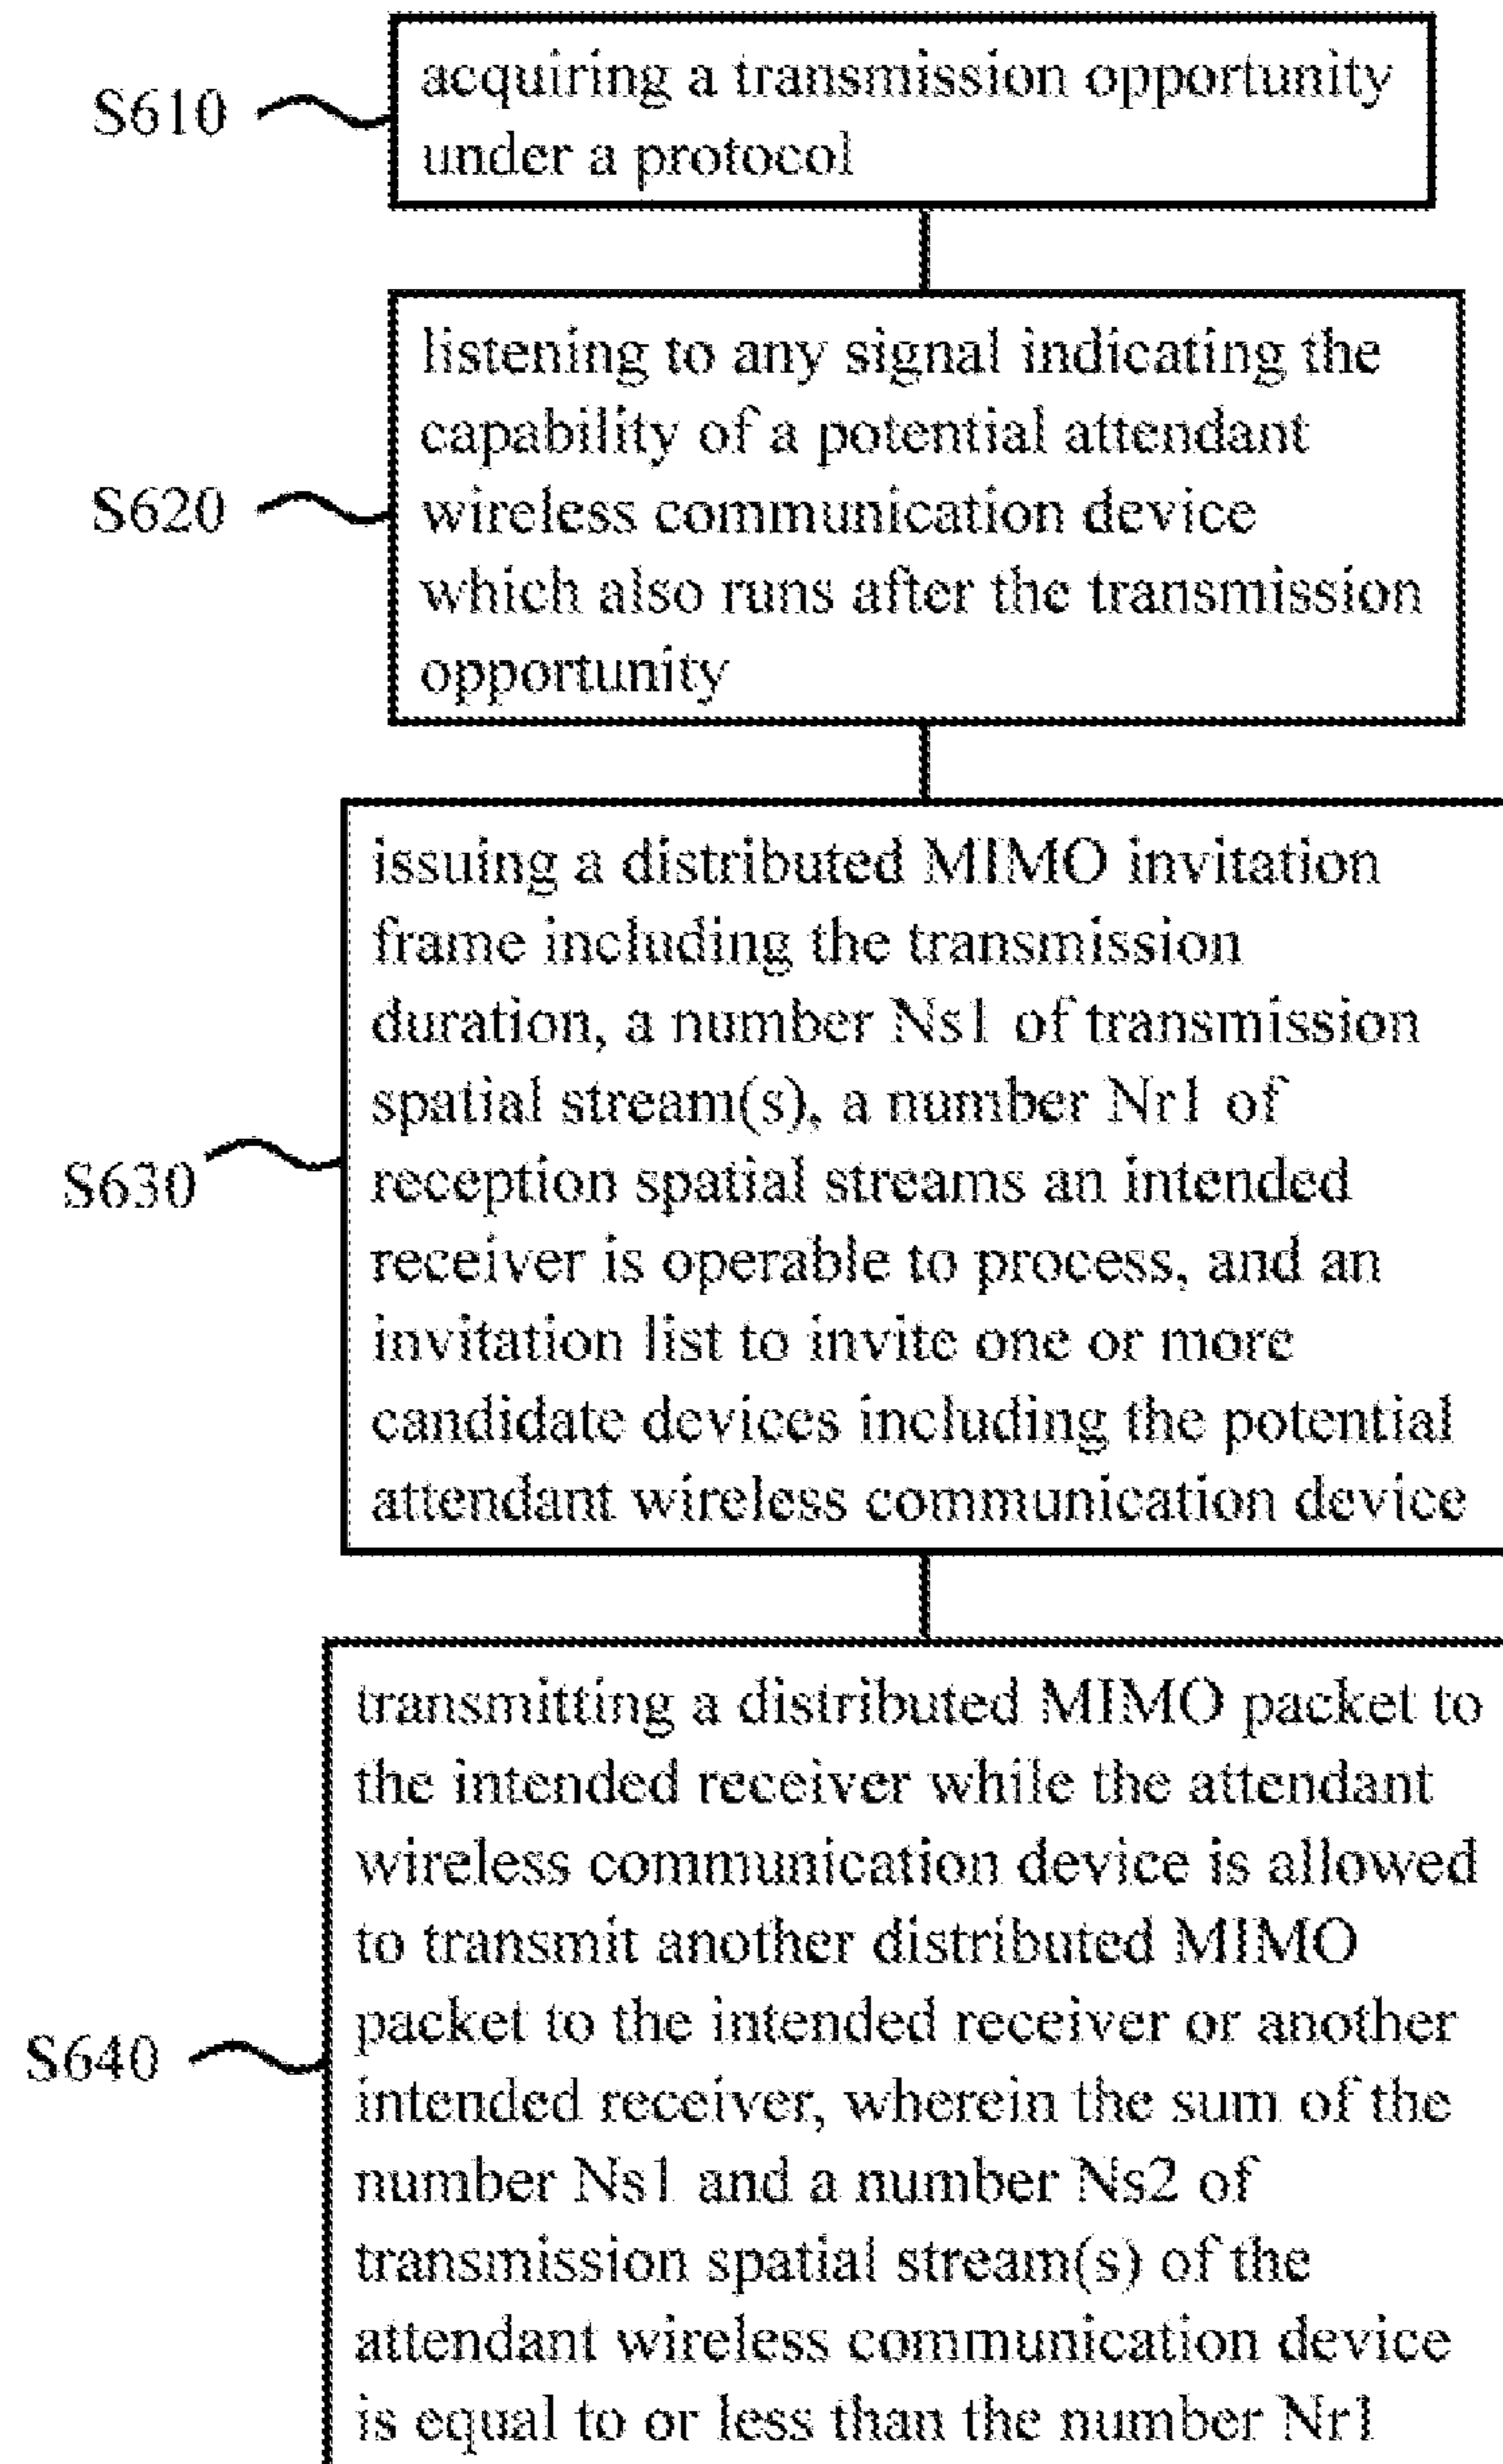 acquiring a transmission opportunity
S610
under a protocol
listening to any signal indicating the
capability of a potential attendant
S620
wireless communication device
which also runs after the transmission
opportunity
issuing a distributed MIMO invitation
frame including the transmission
duration, a number Ns1 of transmission
spatial stream(s), a number Nr1 of
S630
reception spatial streams an intended
receiver is operable to process, and an
invitation list to invite one or more
candidate devices including the potential
attendant wireless communication device
transmitting a distributed MIMO packet to
the intended receiver while the attendant
wireless communication device is allowed
to transmit another distributed MIMO
packet to the intended receiver or another
S640
intended receiver, wherein the sum of the
number Ns1 and a number Ns2 of
transmission spatial stream(s) of the
attendant wireless communication device
is equal to or less than the number Nr1